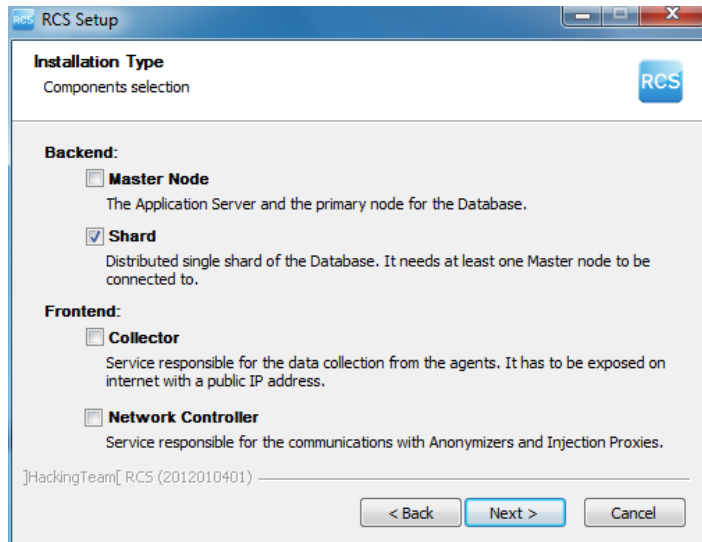 RCS RCS Setup
Installation Type
Components selection
RCS
Backend:
Master Node
The Application Server and the primary node for the Database.
Shard
Distributed single shard of the Database. It needs at least one Master node to be
connected to.
Frontend:
Collector
Service responsible for the data collection from the agents. It has to be exposed on
internet with a public IP address.
Network Controller
Service responsible for the communications with Anonymizers and Injection Proxies.
]HackingTeam[ RCS (2012010401)
< Back Next > Cancel